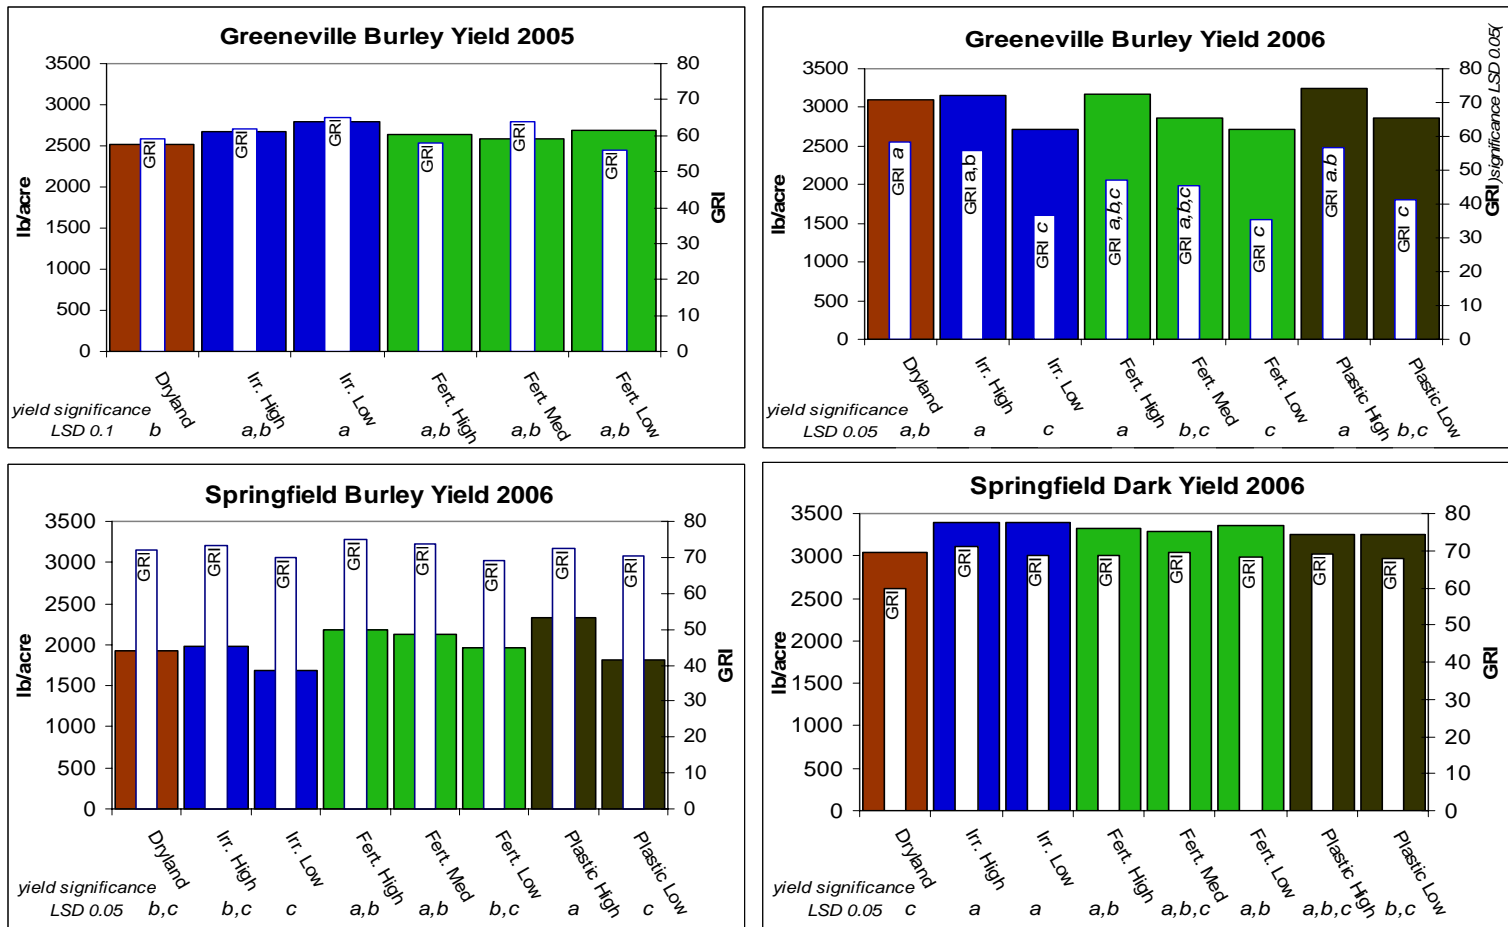 Greeneville Burley Yield 2005
3500
3000
2500
2000
1500
1000
500
0
lb/acre
80
70
60
50
40
30
20
10
0
GRI
GRI
GRI
GRI
GRI
GRI
GRI
Dryland
Irr. High
Irr. Low
Fert. High
Fert. Med
Fert. Low
yield significance
LSD 0.1 b a,b a a,b a,b a,b
Greeneville Burley Yield 2006
3500
3000
2500
2000
1500
1000
500
0
lb/acre
80
70
60
50
40
30
20
10
0
GRI )significance LSD 0.05(
GRI a
GRI a,b
GRI c
GRI a,b,c
GRI a,b,c
GRI c
GRI a.b
GRI c
Dryland
Irr. High
Irr. Low
Fert. High
Fert. Med
Fert. Low
Plastic High
Plastic Low
yield significance
LSD 0.05 a,b a c a b,c c a b,c
Springfield Burley Yield 2006
3500
3000
2500
2000
1500
1000
500
0
lb/acre
80
70
60
50
40
30
20
10
0
GRI
GRI
GRI
GRI
GRI
GRI
GRI
GRI
GRI
Dryland
Irr. High
Irr. Low
Fert. High
Fert. Med
Fert. Low
Plastic High
Plastic Low
yield significance
LSD 0.05 b,c b,c c a,b a,b b,c a c
Springfield Dark Yield 2006
3500
3000
2500
2000
1500
1000
500
0
lb/acre
80
70
60
50
40
30
20
10
0
GRI
GRI
GRI
GRI
GRI
GRI
GRI
GRI
GRI
Dryland
Irr. High
Irr. Low
Fert. High
Fert. Med
Fert. Low
Plastic High
Plastic Low
yield significance
LSD 0.05 c a a a,b a,b,c a,b a,b,c b,c